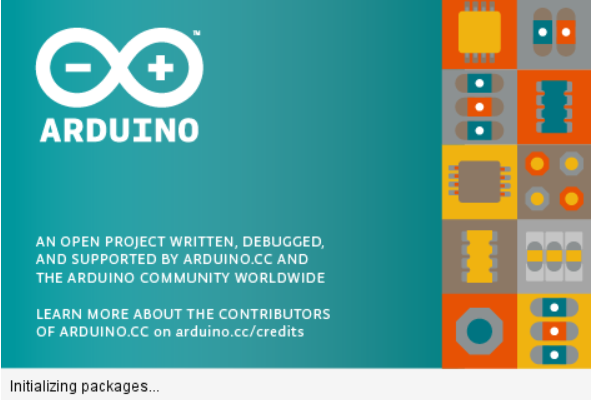 ARDUINO
AN OPEN PROJECT WRITTEN, DEBUGGED,
AND SUPPORTED BY ARDUINO.CC AND
THE ARDUINO COMMUNITY WORLDWIDE
LEARN MORE ABOUT THE CONTRIBUTORS
OF ARDUINO.CC on arduino.cc/credits
Initializing packages...